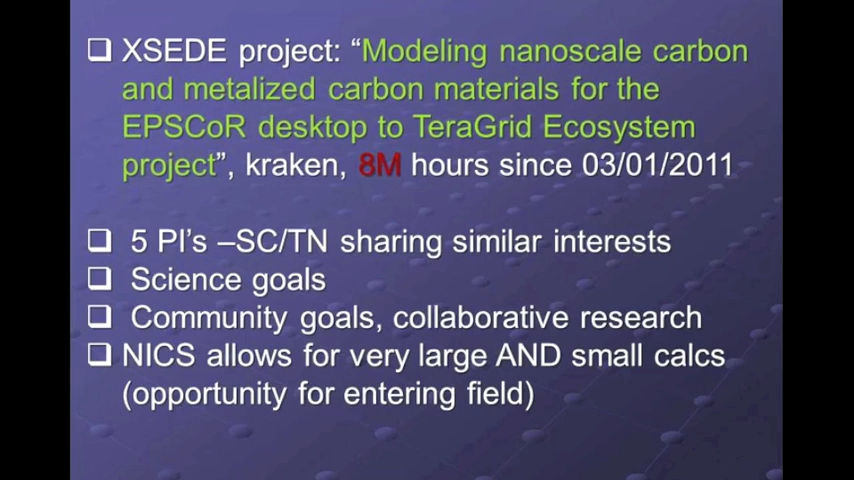 ❑ XSEDE project: “Modeling nanoscale carbon
and metalized carbon materials for the
EPSCoR desktop to TeraGrid Ecosystem
project”, kraken, 8M hours since 03/01/2011
❑ 5 PI’s –SC/TN sharing similar interests
❑ Science goals
❑ Community goals, collaborative research
❑ NICS allows for very large AND small calcs
(opportunity for entering field)